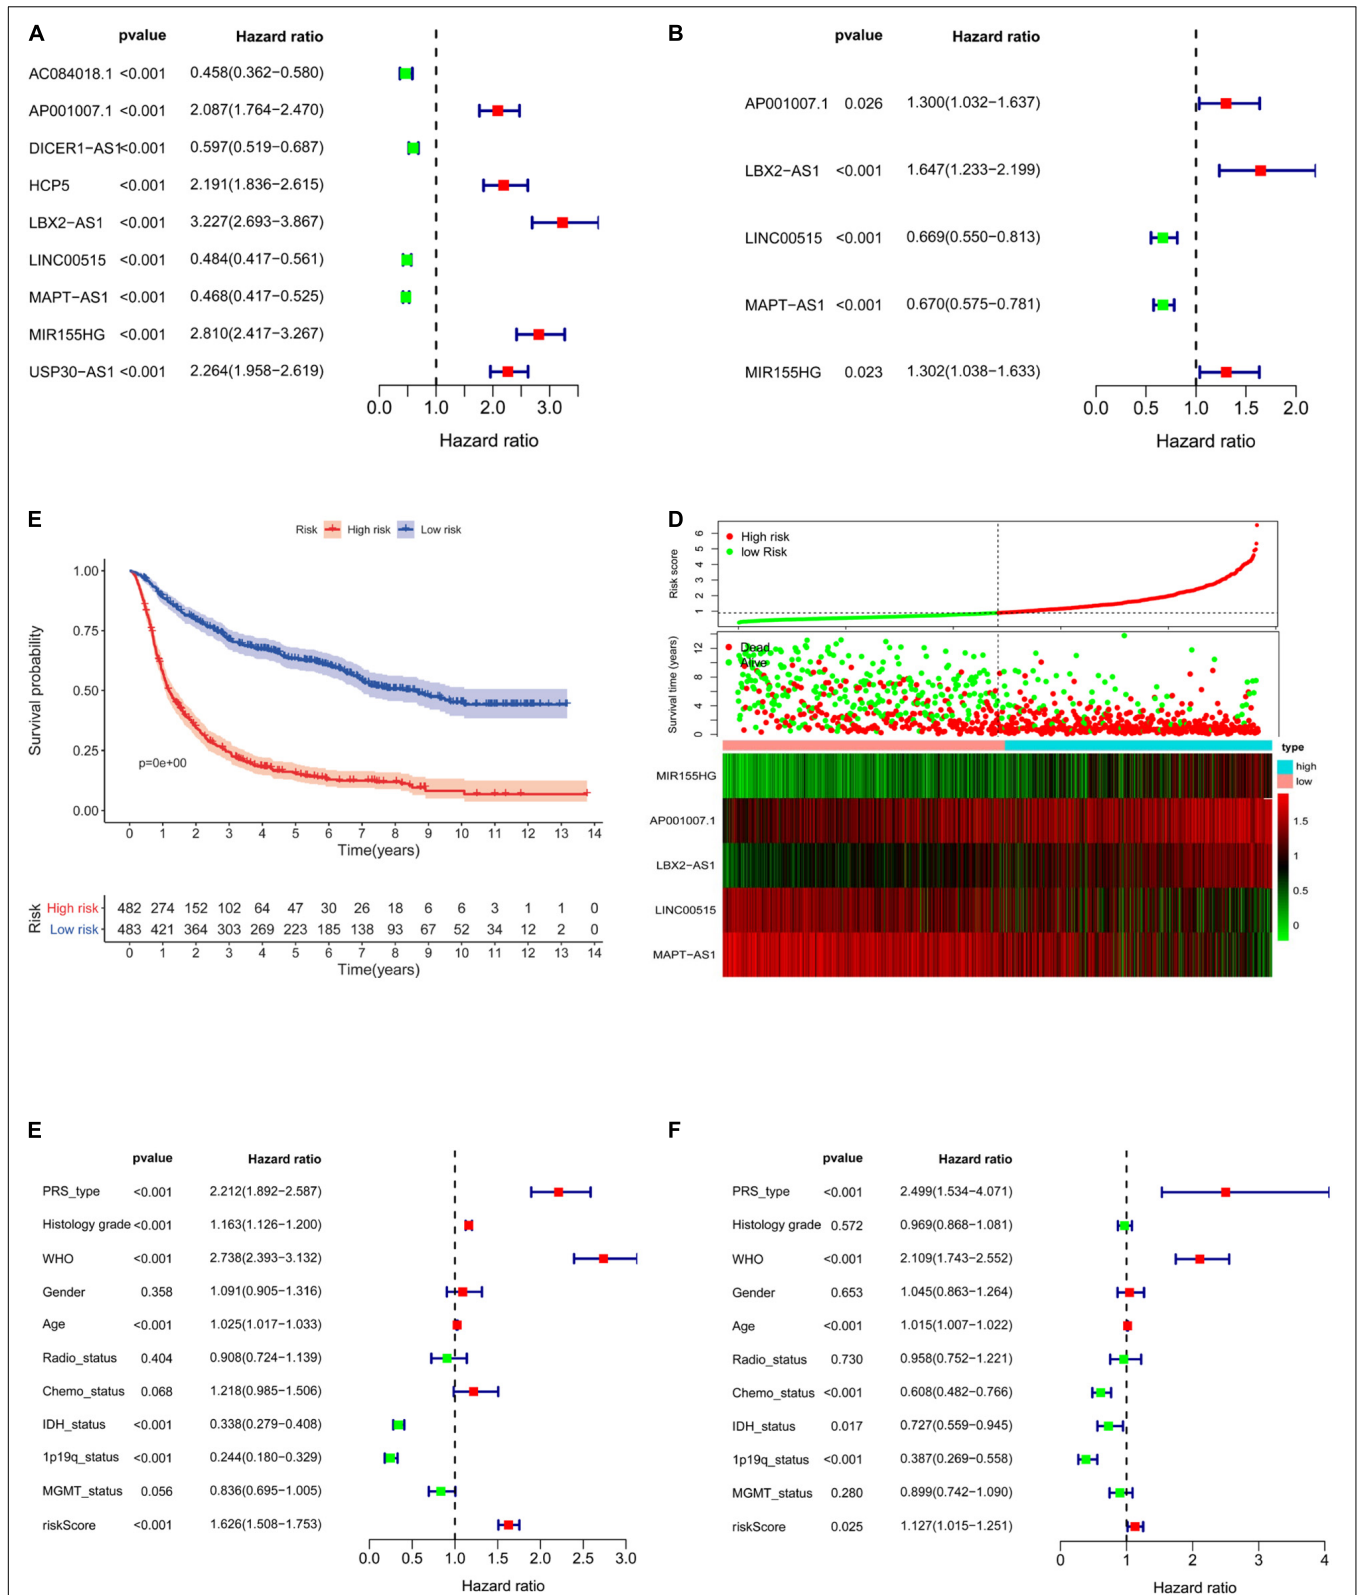 A
pvalue Hazard ratio
AC084018.1 <0.001 0.458(0.362−0.580)
AP001007.1 <0.001 2.087(1.764−2.470)
DICER1−AS1<0.001 0.597(0.519−0.687)
HCP5 <0.001 2.191(1.836−2.615)
LBX2−AS1 <0.001 3.227(2.693−3.867)
LINC00515 <0.001 0.484(0.417−0.561)
MAPT−AS1 <0.001 0.468(0.417−0.525)
MIR155HG <0.001 2.810(2.417−3.267)
USP30−AS1 <0.001 2.264(1.958−2.619)
0.0 1.0 2.0 3.0
Hazard ratio
B
pvalue Hazard ratio
AP001007.1 0.026 1.300(1.032−1.637)
LBX2−AS1 <0.001 1.647(1.233−2.199)
LINC00515 <0.001 0.669(0.550−0.813)
MAPT−AS1 <0.001 0.670(0.575−0.781)
MIR155HG 0.023 1.302(1.038−1.633)
0.0 0.5 1.0 1.5 2.0
Hazard ratio
E
Risk High risk Low risk
Survival probability
1.00
0.75
0.50
0.25
0.00
p=0e+00
0 1 2 3 4 5 6 7 8 9 10 11 12 13 14
Time(years)
Risk
High risk 482 274 152 102 64 47 30 26 18 6 6 3 1 1 0
Low risk 483 421 364 303 269 223 185 138 93 67 52 34 12 2 0
0 1 2 3 4 5 6 7 8 9 10 11 12 13 14
Time(years)
D
Risk score
6
5
4
3
2
1
High risk
low Risk
Survival time (years)
12
8
4
0
Dead
Alive
MIR155HG
AP001007.1
LBX2−AS1
LINC00515
MAPT−AS1
type
high
low
1.5
1
0.5
0
E
pvalue Hazard ratio
PRS_type <0.001 2.212(1.892−2.587)
Histology grade <0.001 1.163(1.126−1.200)
WHO <0.001 2.738(2.393−3.132)
Gender 0.358 1.091(0.905−1.316)
Age <0.001 1.025(1.017−1.033)
Radio_status 0.404 0.908(0.724−1.139)
Chemo_status 0.068 1.218(0.985−1.506)
IDH_status <0.001 0.338(0.279−0.408)
1p19q_status <0.001 0.244(0.180−0.329)
MGMT_status 0.056 0.836(0.695−1.005)
riskScore <0.001 1.626(1.508−1.753)
0.0 0.5 1.0 1.5 2.0 2.5 3.0
Hazard ratio
F
pvalue Hazard ratio
PRS_type <0.001 2.499(1.534−4.071)
Histology grade 0.572 0.969(0.868−1.081)
WHO <0.001 2.109(1.743−2.552)
Gender 0.653 1.045(0.863−1.264)
Age <0.001 1.015(1.007−1.022)
Radio_status 0.730 0.958(0.752−1.221)
Chemo_status <0.001 0.608(0.482−0.766)
IDH_status 0.017 0.727(0.559−0.945)
1p19q_status <0.001 0.387(0.269−0.558)
MGMT_status 0.280 0.899(0.742−1.090)
riskScore 0.025 1.127(1.015−1.251)
0 1 2 3 4
Hazard ratio